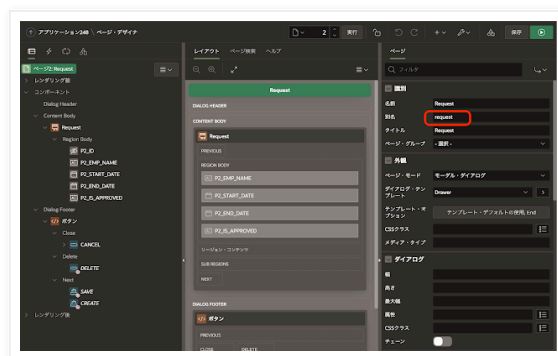 アプリケーション248 \ ページ・デザイナ
2
実行
保存
レイアウト ページ検索 ヘルプ
ページ
ページ2: Request
レンダリング前
コンポーネント
Dialog Header
Content Body
Request
Region Body
P2_ID
P2_EMP_NAME
P2_START_DATE
P2_END_DATE
P2_IS_APPROVED
Dialog Footer
ボタン
Close
CANCEL
Delete
DELETE
Next
SAVE
CREATE
レンダリング後
Request
DIALOG HEADER
CONTENT BODY
Request
PREVIOUS
REGION BODY
P2_EMP_NAME
P2_START_DATE
P2_END_DATE
P2_IS_APPROVED
リージョン・コンテンツ
SUB REGIONS
NEXT
DIALOG FOOTER
ボタン
PREVIOUS
CLOSE DELETE
フィルタ
識別
名前 Request
別名 request
タイトル Request
ページ・グループ - 選択 -
外観
ページ・モード モーダル・ダイアログ
ダイアログ・テンプレート Drawer
テンプレート・オプション テンプレート・デフォルトの使用, End
CSSクラス
メディア・タイプ
ダイアログ
幅
高さ
最大幅
属性
CSSクラス
チェーン